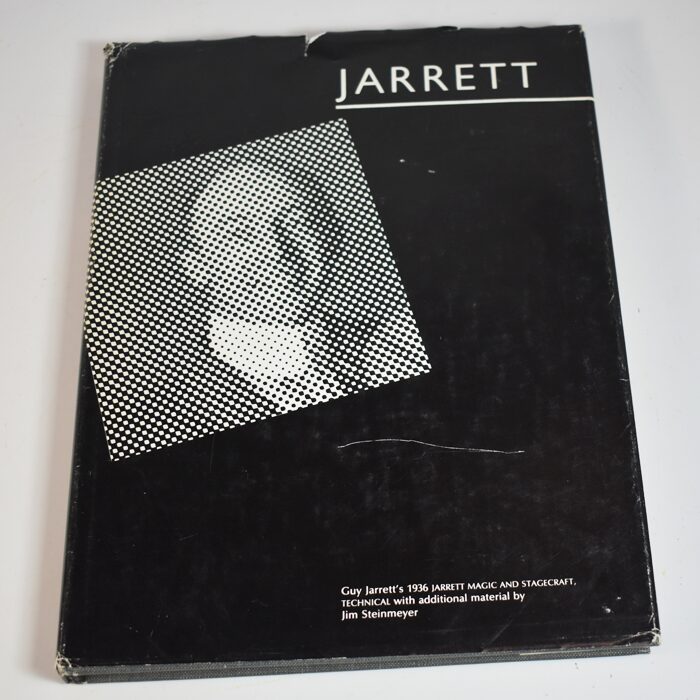 JARRETT
Guy Jarrett's 1936 JARRETT MAGIC AND STAGECRAFT,
TECHNICAL with additional material by
Jim Steinmeyer